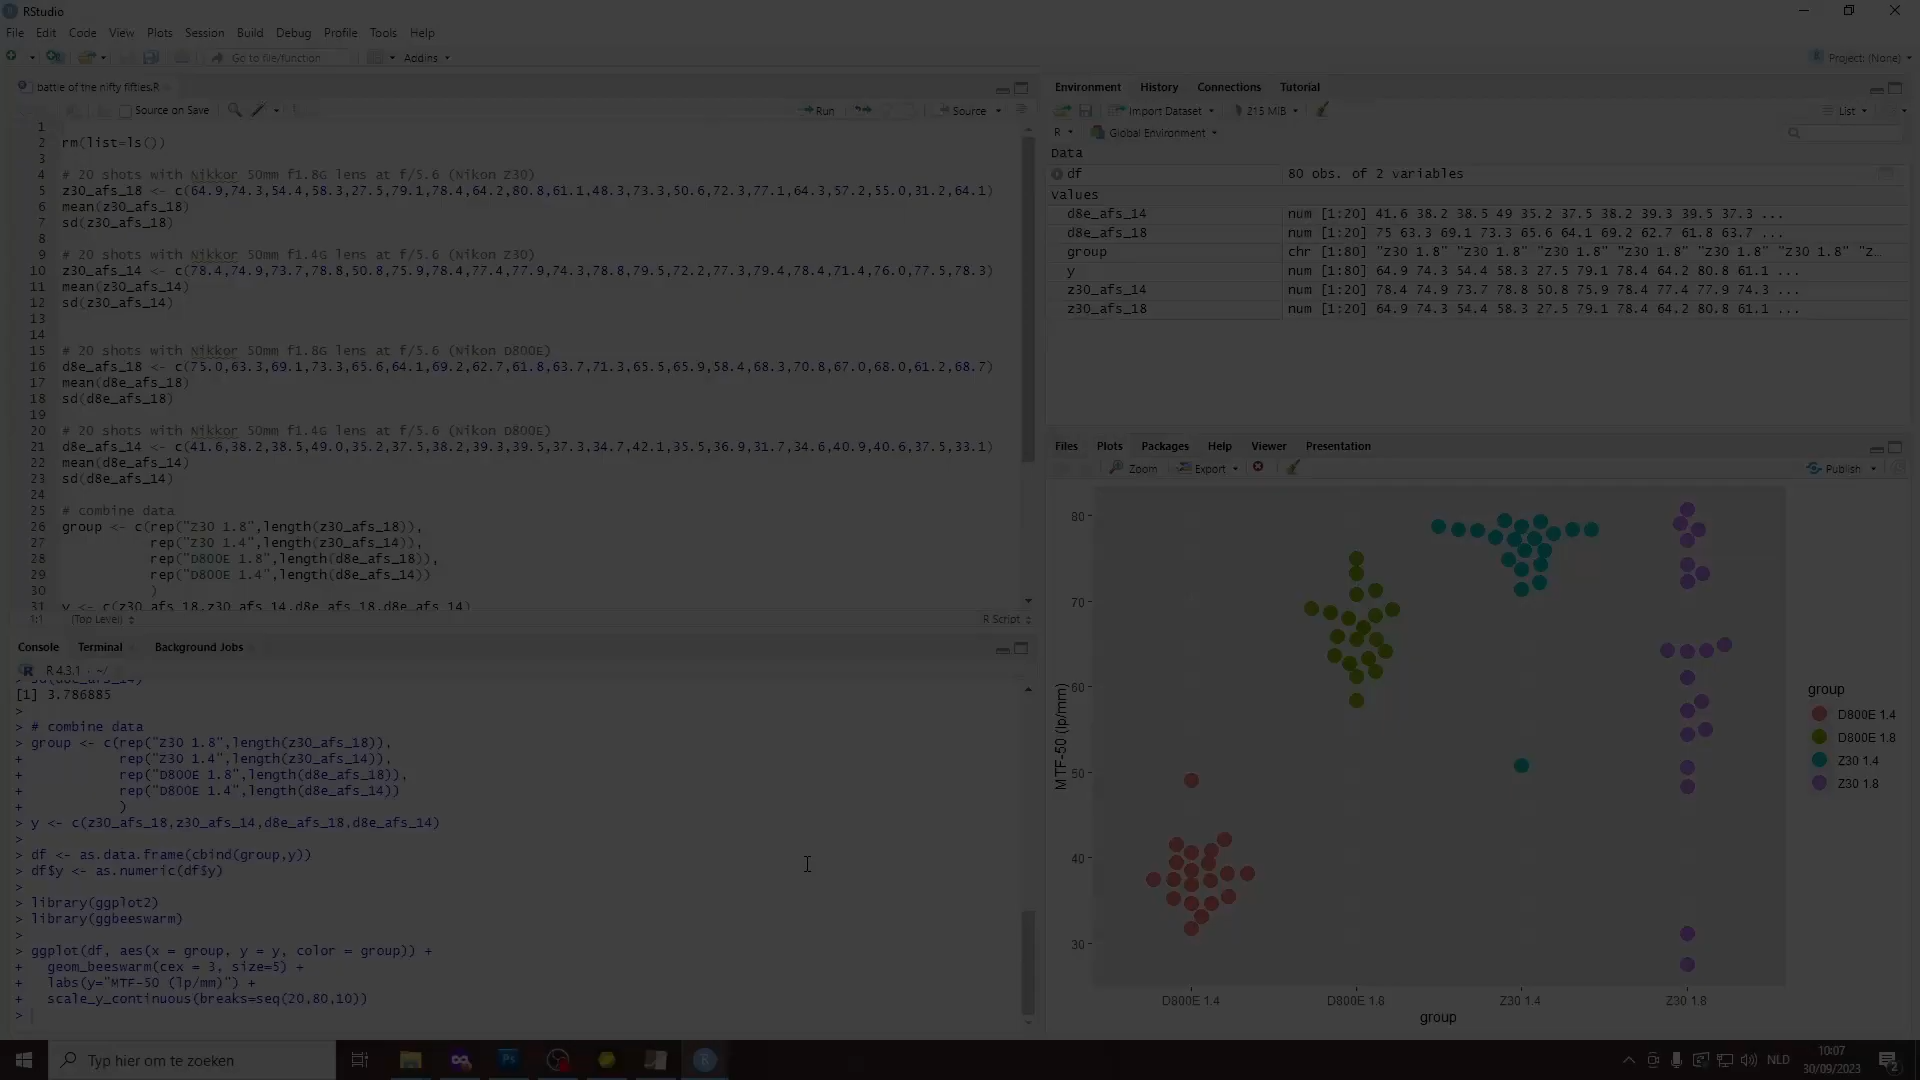 RStudio
File Edit Code View Plots Session Build Debug Profile Tools Help
Go to file/function Addins Project: (None)
battle of the nifty fifties.R
Source on Save Run Source
1
2 rm(list=ls())
3
4 # 20 shots with Nikkor 50mm f1.8G lens at f/5.6 (Nikon Z30)
5 z30_afs_18 <- c(64.9,74.3,54.4,58.3,27.5,79.1,78.4,64.2,80.8,61.1,48.3,73.3,50.6,72.3,77.1,64.3,57.2,55.0,31.2,64.1)
6 mean(z30_afs_18)
7 sd(z30_afs_18)
8
9 # 20 shots with Nikkor 50mm f1.4G lens at f/5.6 (Nikon Z30)
10 z30_afs_14 <- c(78.4,74.9,73.7,78.8,50.8,75.9,78.4,77.4,77.9,74.3,78.8,79.5,72.2,77.3,79.4,78.4,71.4,76.0,77.5,78.3)
11 mean(z30_afs_14)
12 sd(z30_afs_14)
13
14
15 # 20 shots with Nikkor 50mm f1.8G lens at f/5.6 (Nikon D800E)
16 d8e_afs_18 <- c(75.0,63.3,69.1,73.3,65.6,64.1,69.2,62.7,61.8,63.7,71.3,65.5,65.9,58.4,68.3,70.8,67.0,68.0,61.2,68.7)
17 mean(d8e_afs_18)
18 sd(d8e_afs_18)
19
20 # 20 shots with Nikkor 50mm f1.4G lens at f/5.6 (Nikon D800E)
21 d8e_afs_14 <- c(41.6,38.2,38.5,49.0,35.2,37.5,38.2,39.3,39.5,37.3,34.7,42.1,35.5,36.9,31.7,34.6,40.9,40.6,37.5,33.1)
22 mean(d8e_afs_14)
23 sd(d8e_afs_14)
24
25 # combine data
26 group <- c(rep("Z30 1.8",length(z30_afs_18)),
27 rep("Z30 1.4",length(z30_afs_14)),
28 rep("D800E 1.8",length(d8e_afs_18)),
29 rep("D800E 1.4",length(d8e_afs_14))
30 )
31 y <- c(z30_afs_18,z30_afs_14,d8e_afs_18,d8e_afs_14)
1:1 (Top Level) R Script
Console Terminal Background Jobs
R 4.3.1 · ~/
> sd(d8e_afs_14)
[1] 3.786885
>
> # combine data
> group <- c(rep("Z30 1.8",length(z30_afs_18)),
+ rep("Z30 1.4",length(z30_afs_14)),
+ rep("D800E 1.8",length(d8e_afs_18)),
+ rep("D800E 1.4",length(d8e_afs_14))
+ )
> y <- c(z30_afs_18,z30_afs_14,d8e_afs_18,d8e_afs_14)
>
> df <- as.data.frame(cbind(group,y))
> df$y <- as.numeric(df$y)
>
> library(ggplot2)
> library(ggbeeswarm)
>
> ggplot(df, aes(x = group, y = y, color = group)) +
+ geom_beeswarm(cex = 3, size=5) +
+ labs(y="MTF-50 (lp/mm)") +
+ scale_y_continuous(breaks=seq(20,80,10))
>
Environment History Connections Tutorial
Import Dataset 215 MiB List
R Global Environment
Data
df 80 obs. of 2 variables
Values
d8e_afs_14 num [1:20] 41.6 38.2 38.5 49 35.2 37.5 38.2 39.3 39.5 37.3 ...
d8e_afs_18 num [1:20] 75 63.3 69.1 73.3 65.6 64.1 69.2 62.7 61.8 63.7 ...
group chr [1:80] "Z30 1.8" "Z30 1.8" "Z30 1.8" "Z30 1.8" "Z30 1.8" "Z30 1.8" "Z...
y num [1:80] 64.9 74.3 54.4 58.3 27.5 79.1 78.4 64.2 80.8 61.1 ...
z30_afs_14 num [1:20] 78.4 74.9 73.7 78.8 50.8 75.9 78.4 77.4 77.9 74.3 ...
z30_afs_18 num [1:20] 64.9 74.3 54.4 58.3 27.5 79.1 78.4 64.2 80.8 61.1 ...
Files Plots Packages Help Viewer Presentation
Zoom Export Publish
80
70
60
50
40
30
MTF-50 (lp/mm)
D800E 1.4 D800E 1.8 Z30 1.4 Z30 1.8
group
group
D800E 1.4
D800E 1.8
Z30 1.4
Z30 1.8
Typ hier om te zoeken
Ps
NLD
10:07
30/09/2023
2